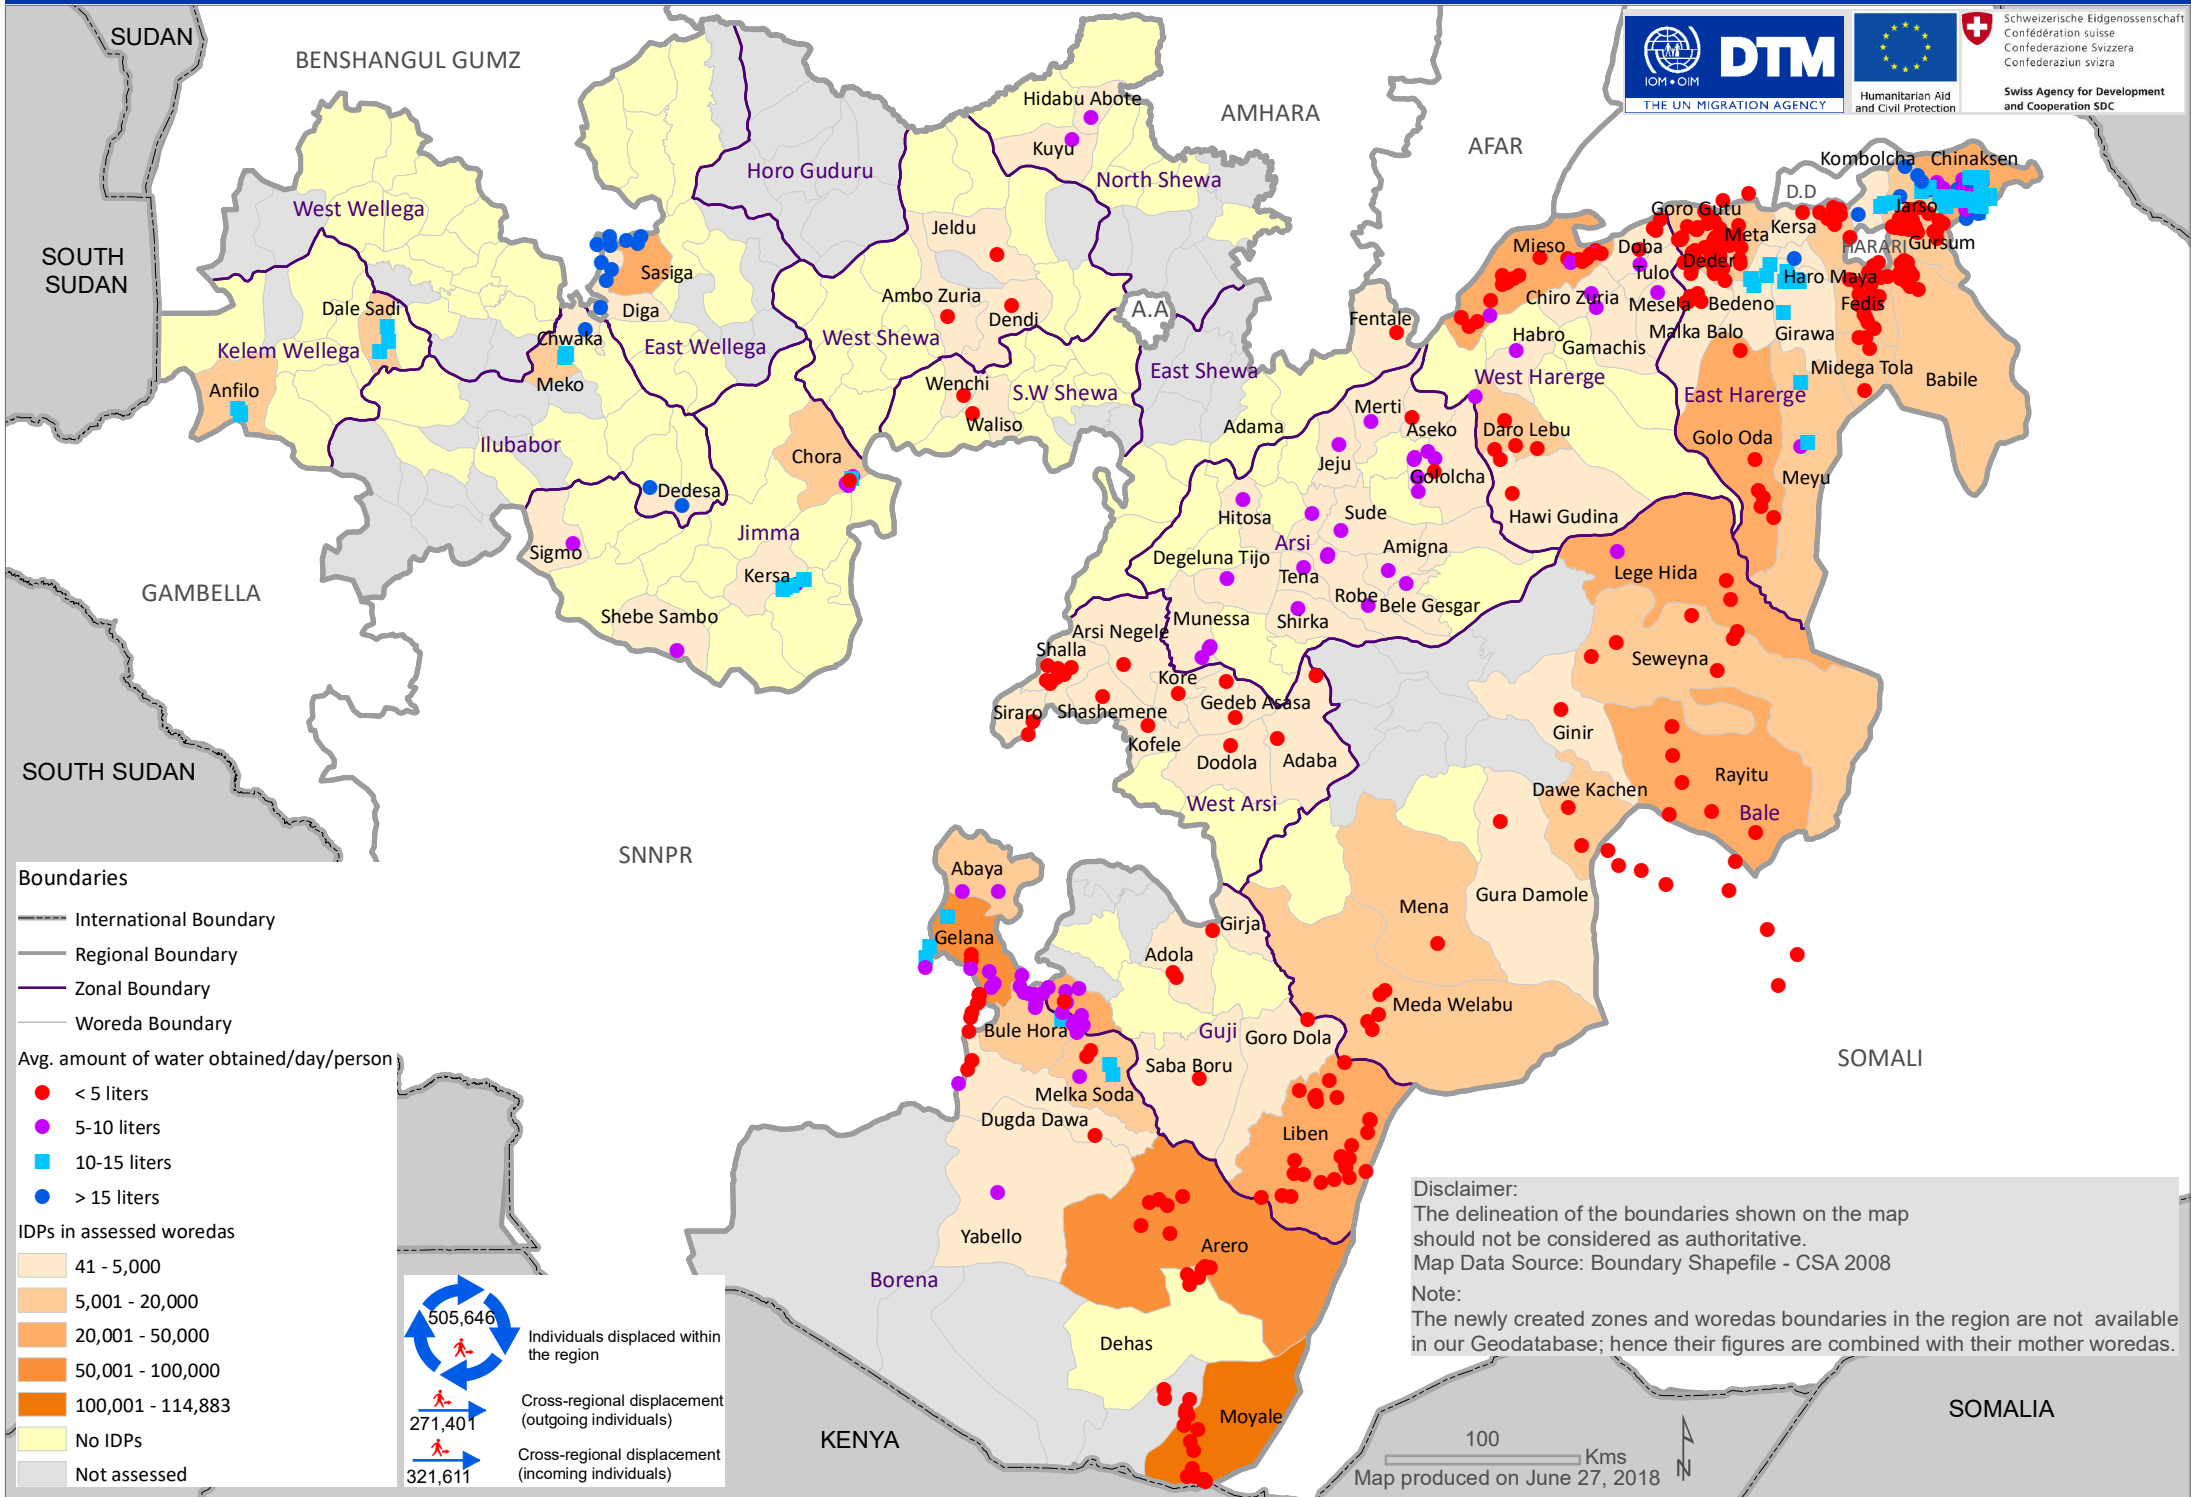 SUDAN
BENSHANGUL GUMZ
AMHARA
AFAR
IOM • OIM
DTM
THE UN MIGRATION AGENCY
Humanitarian Aid
and Civil Protection
Schweizerische Eidgenossenschaft
Confédération suisse
Confederazione Svizzera
Confederaziun svizra
Swiss Agency for Development
and Cooperation SDC
Hidabu Abote
Kuyu
Horo Guduru
North Shewa
West Wellega
Kombolcha
Chinaksen
D.D
Jarso
Goro Gutu
Meta
Kersa
HARARI
Gursum
SOUTH
SUDAN
Jeldu
Mieso
Doba
Tulo
Deder
Haro Maya
Sasiga
Diga
Dale Sadi
Ambo Zuria
Dendi
A.A
Fentale
Chiro Zuria
Mesela
Bedeno
Fedis
Chwaka
Kelem Wellega
East Wellega
West Shewa
Habro
Gamachis
Malka Balo
Girawa
Meko
Anfilo
Wenchi
S.W Shewa
East Shewa
West Harerge
Midega Tola
Babile
East Harerge
Waliso
Adama
Merti
Aseko
Daro Lebu
Golo Oda
Ilubabor
Chora
Jeju
Gololcha
Meyu
Dedesa
Hitosa
Sude
Hawi Gudina
Jimma
Sigmo
Arsi
Amigna
Degeluna Tijo
Tena
Lege Hida
Kersa
Robe
Bele Gesgar
GAMBELLA
Shebe Sambo
Munessa
Shirka
Arsi Negele
Shalla
Seweyna
Kore
Siraro
Shashemene
Gedeb Asasa
Kofele
Ginir
Dodola
Adaba
SOUTH SUDAN
West Arsi
Dawe Kachen
Rayitu
Bale
SNNPR
Abaya
Mena
Gura Damole
Girja
Gelana
Adola
Meda Welabu
Bule Hora
Guji
Goro Dola
SOMALI
Saba Boru
Melka Soda
Dugda Dawa
Liben
Yabello
Arero
Borena
Dehas
Moyale
KENYA
SOMALIA
Boundaries
International Boundary
Regional Boundary
Zonal Boundary
Woreda Boundary
Avg. amount of water obtained/day/person
< 5 liters
5-10 liters
10-15 liters
> 15 liters
IDPs in assessed woredas
41 - 5,000
5,001 - 20,000
20,001 - 50,000
50,001 - 100,000
100,001 - 114,883
No IDPs
Not assessed
505,646
Individuals displaced within
the region
271,401
Cross-regional displacement
(outgoing individuals)
321,611
Cross-regional displacement
(incoming individuals)
Disclaimer:
The delineation of the boundaries shown on the map
should not be considered as authoritative.
Map Data Source: Boundary Shapefile - CSA 2008
Note:
The newly created zones and woredas boundaries in the region are not available
in our Geodatabase; hence their figures are combined with their mother woredas.
100
Kms
Map produced on June 27, 2018
N